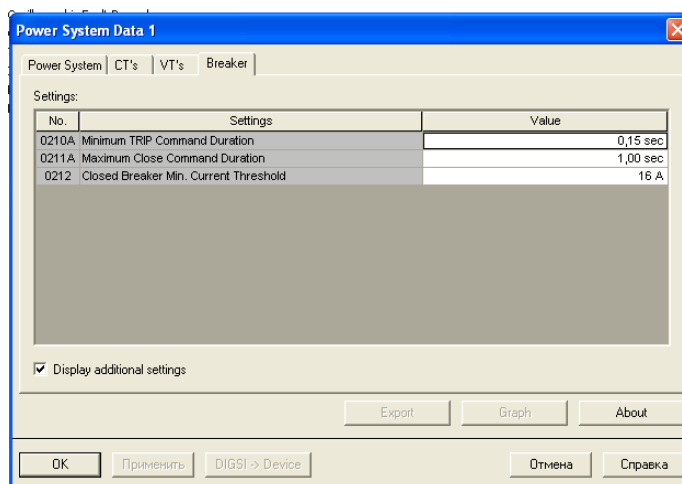 Power System Data 1
Power System CT's VT's Breaker
Settings:
No. Settings Value
0210A Minimum TRIP Command Duration 0,15 sec
0211A Maximum Close Command Duration 1,00 sec
0212 Closed Breaker Min. Current Threshold 16 A
Display additional settings
Export Graph About
OK Применить DIGSI -> Device Отмена Справка